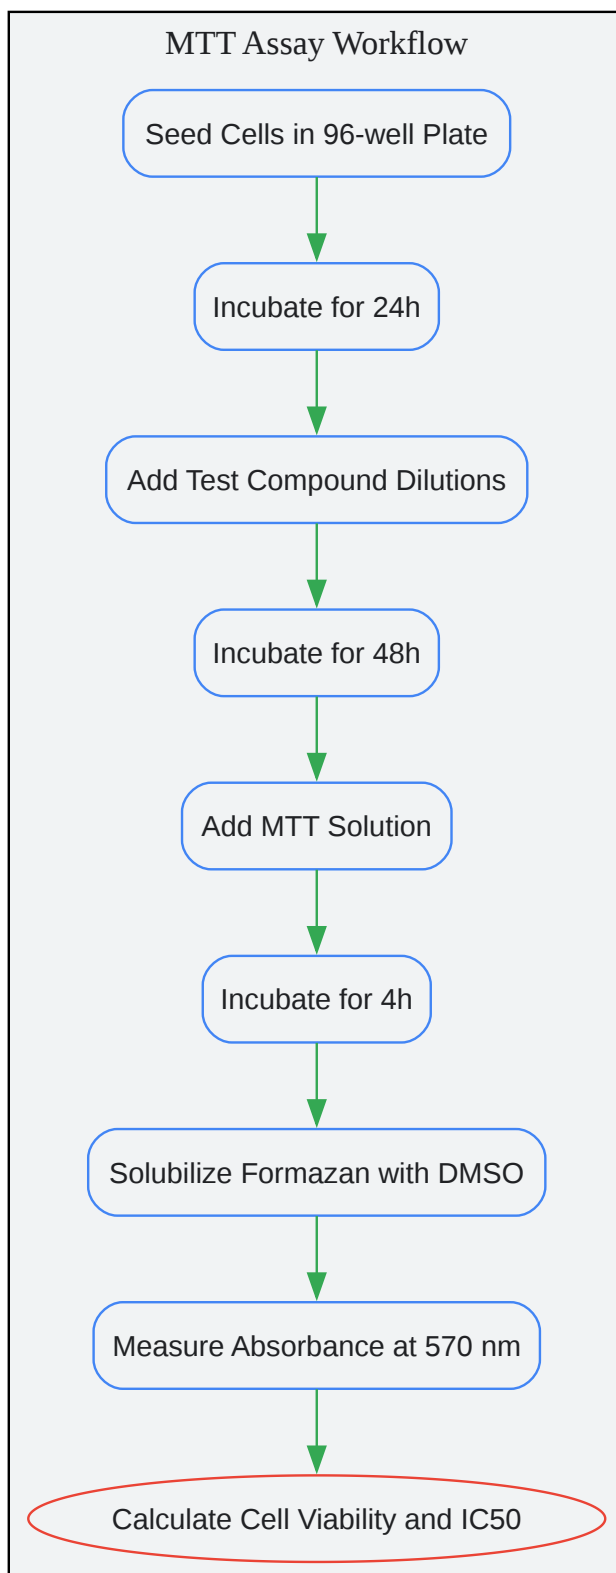 MTT Assay Workflow
Seed Cells in 96-well Plate
Incubate for 24h
Add Test Compound Dilutions
Incubate for 48h
Add MTT Solution
Incubate for 4h
Solubilize Formazan with DMSO
Measure Absorbance at 570 nm
Calculate Cell Viability and IC50